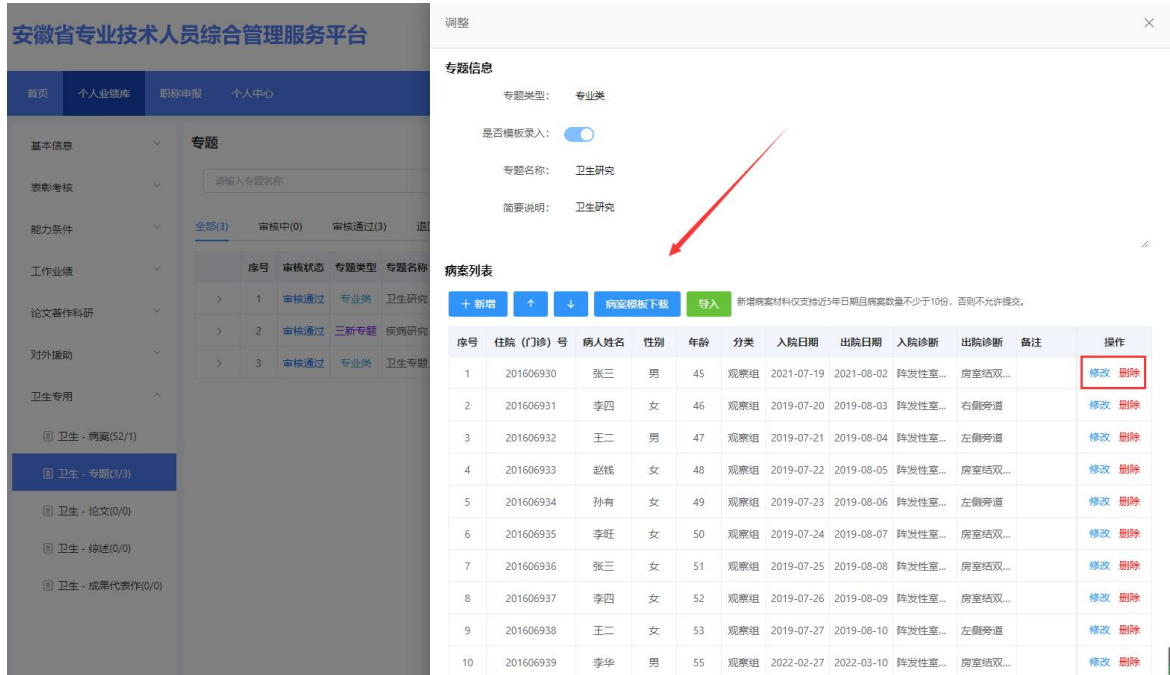 安徽省专业技术人员综合管理服务平台
首页 个人业绩库 职称申报 个人中心
基本信息
表彰考核
能力条件
工作业绩
论文著作科研
对外援助
卫生专用
卫生 - 病案(52/1)
卫生 - 专题(3/3)
卫生 - 论文(0/0)
卫生 - 综述(0/0)
卫生 - 成果代表作(0/0)
专题
请输入专题名称
全部(3) 审核中(0) 审核通过(3)
序号 审核状态 专题类型 专题名称
1 审核通过 专业类 卫生研究
2 审核通过 三新专题 疾病研究
3 审核通过 专业类 卫生专题
调整
专题信息
专题类型: 专业类
是否模板录入:
专题名称: 卫生研究
简要说明: 卫生研究
病案列表
+ 新增 ↑ ↓ 病案模板下载 导入 新增病案材料仅支持近5年日期且病案数量不少于10份，否则不允许提交。
序号 住院（门诊）号 病人姓名 性别 年龄 分类 入院日期 出院日期 入院诊断 出院诊断 备注 操作
1 201606930 张三 男 45 观察组 2021-07-19 2021-08-02 阵发性室... 房室结双... 修改 删除
2 201606931 李四 女 46 观察组 2019-07-20 2019-08-03 阵发性室... 右侧旁道 修改 删除
3 201606932 王二 男 47 观察组 2019-07-21 2019-08-04 阵发性室... 左侧旁道 修改 删除
4 201606933 赵钱 女 48 观察组 2019-07-22 2019-08-05 阵发性室... 房室结双... 修改 删除
5 201606934 孙有 女 49 观察组 2019-07-23 2019-08-06 阵发性室... 左侧旁道 修改 删除
6 201606935 李旺 女 50 观察组 2019-07-24 2019-08-07 阵发性室... 房室结双... 修改 删除
7 201606936 张三 女 51 观察组 2019-07-25 2019-08-08 阵发性室... 房室结双... 修改 删除
8 201606937 李四 女 52 观察组 2019-07-26 2019-08-09 阵发性室... 房室结双... 修改 删除
9 201606938 王二 女 53 观察组 2019-07-27 2019-08-10 阵发性室... 左侧旁道 修改 删除
10 201606939 李华 男 55 观察组 2022-02-27 2022-03-10 阵发性室... 房室结双... 修改 删除